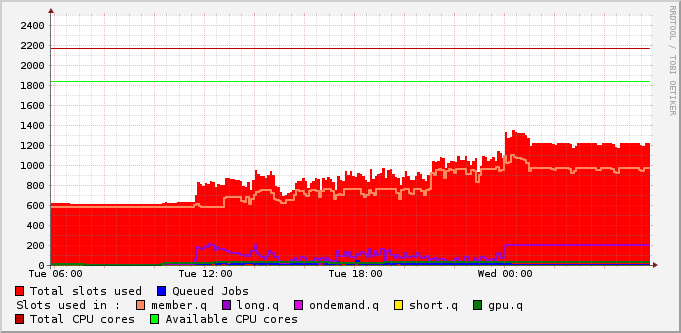 RRDTOOL / TOBI OETIKER
2400
2200
2000
1800
1600
1400
1200
1000
800
600
400
200
0
Tue 06:00 Tue 12:00 Tue 18:00 Wed 00:00
Total slots used Queued Jobs
Slots used in : member.q long.q ondemand.q short.q gpu.q
Total CPU cores Available CPU cores